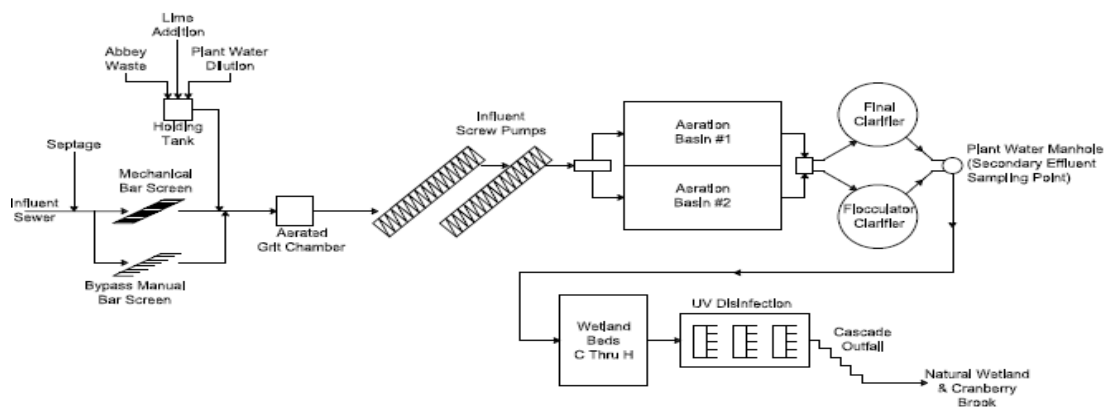 Lime
Addition
Abbey
Waste
Plant Water
Dilution
Holding
Tank
Septage
Mechanical
Bar Screen
Influent
Sewer
Bypass Manual
Bar Screen
Aerated
Grit Chamber
Influent
Screw Pumps
Aeration
Basin #1
Aeration
Basin #2
Final
Clarifier
Flocculator
Clarifier
Plant Water Manhole
(Secondary Effluent
Sampling Point)
Wetland
Beds
C Thru H
UV Disinfection
Cascade
Outfall
Natural Wetland
& Cranberry
Brook